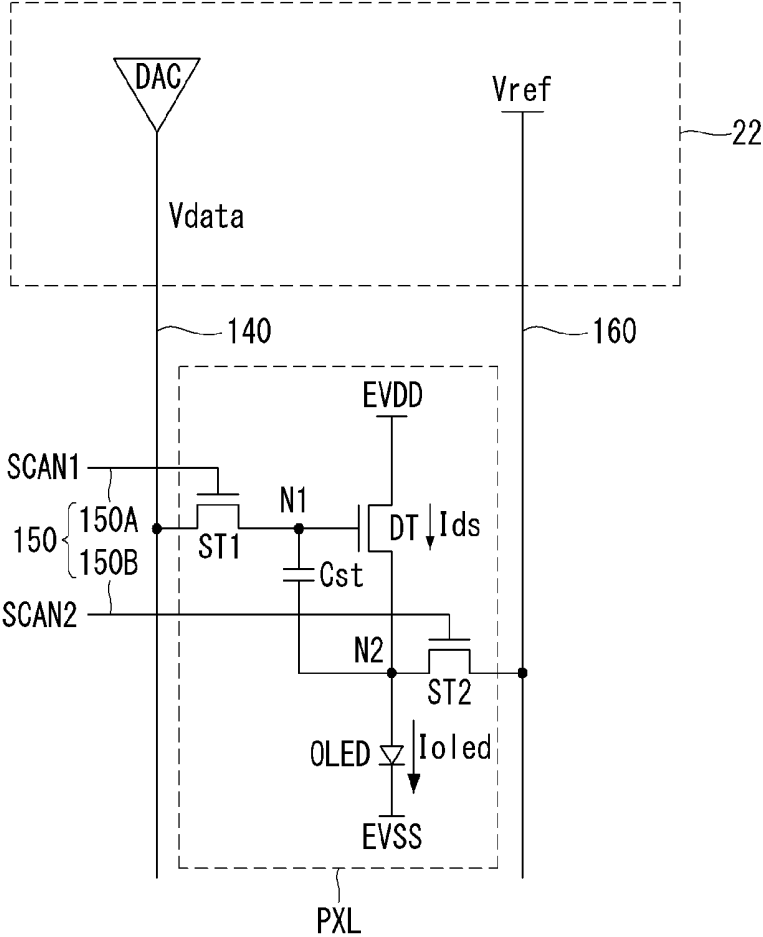 DAC
Vref
22
Vdata
140
160
EVDD
SCAN1
N1
150A
DT
Ids
150
ST1
150B
Cst
SCAN2
N2
ST2
OLED
Ioled
EVSS
PXL